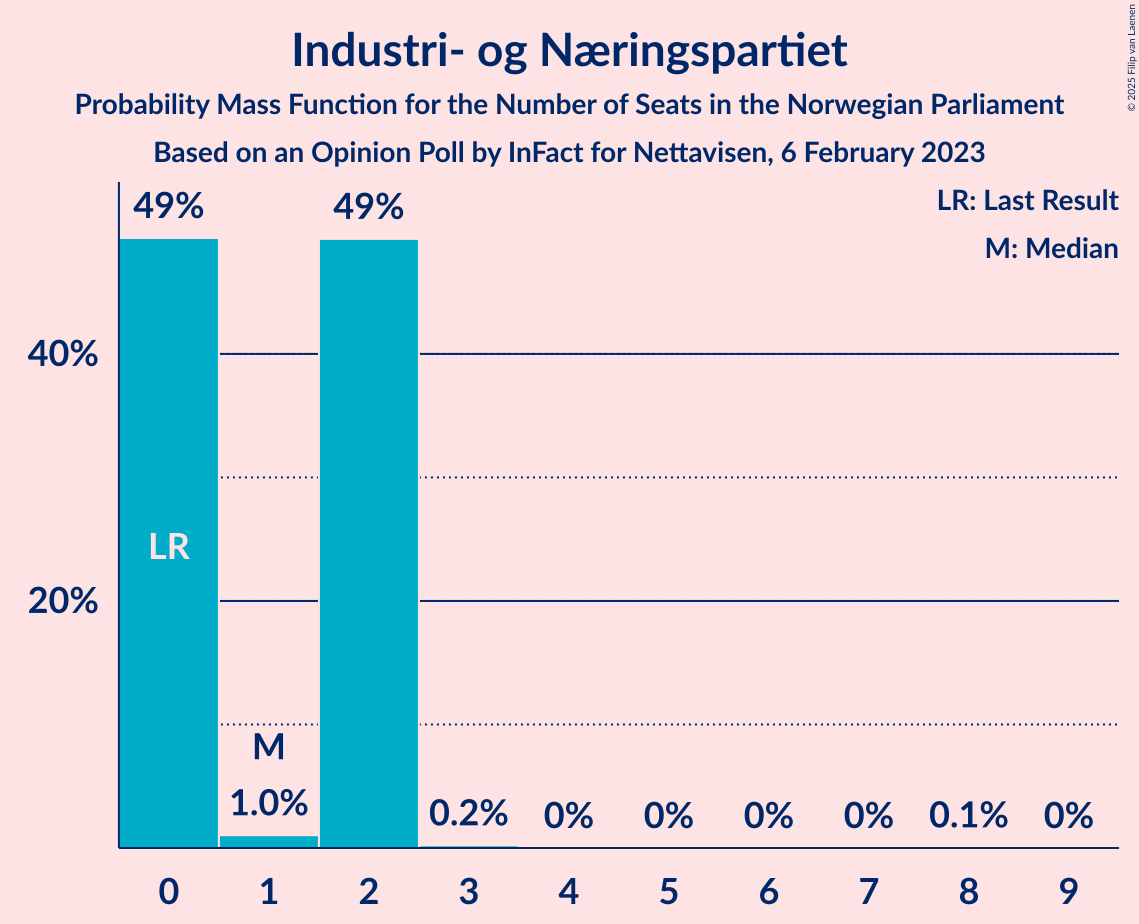 Industri- og Næringspartiet
Probability Mass Function for the Number of Seats in the Norwegian Parliament
Based on an Opinion Poll by InFact for Nettavisen, 6 February 2023
© 2025 Filip van Laenen
LR: Last Result
M: Median
49%
49%
40%
LR
20%
M
1.0%
0.2%
0%
0%
0%
0%
0.1%
0%
0 1 2 3 4 5 6 7 8 9